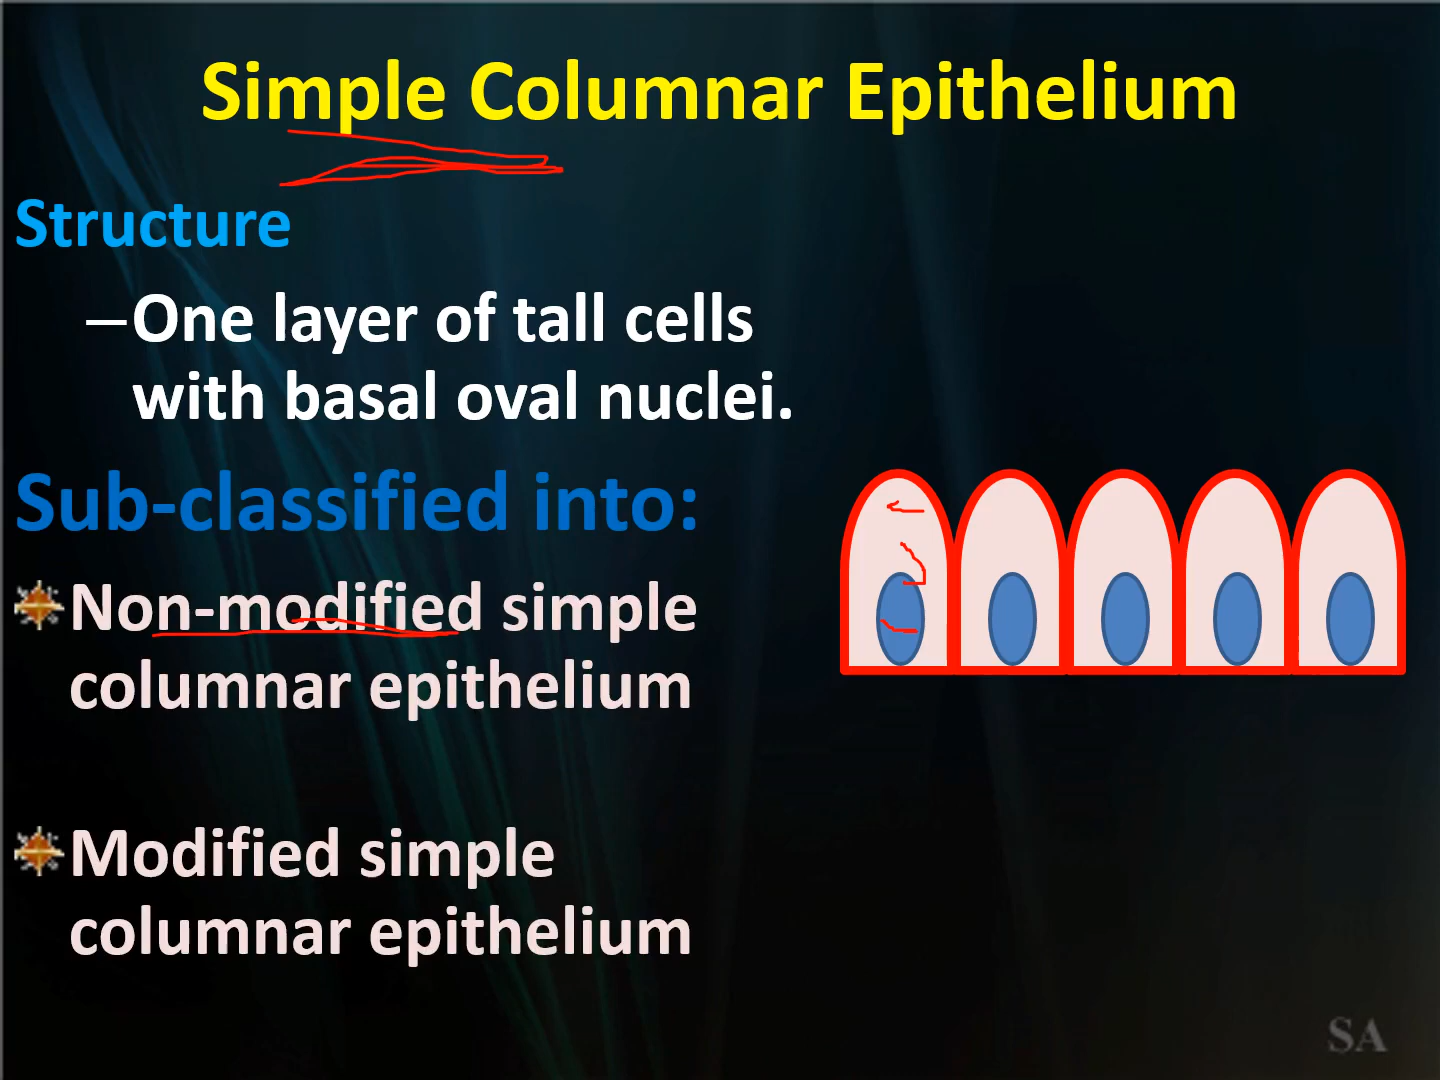 Simple Columnar Epithelium
Structure
–One layer of tall cells
with basal oval nuclei.
Sub-classified into:
Non-modified simple
columnar epithelium
Modified simple
columnar epithelium
SA